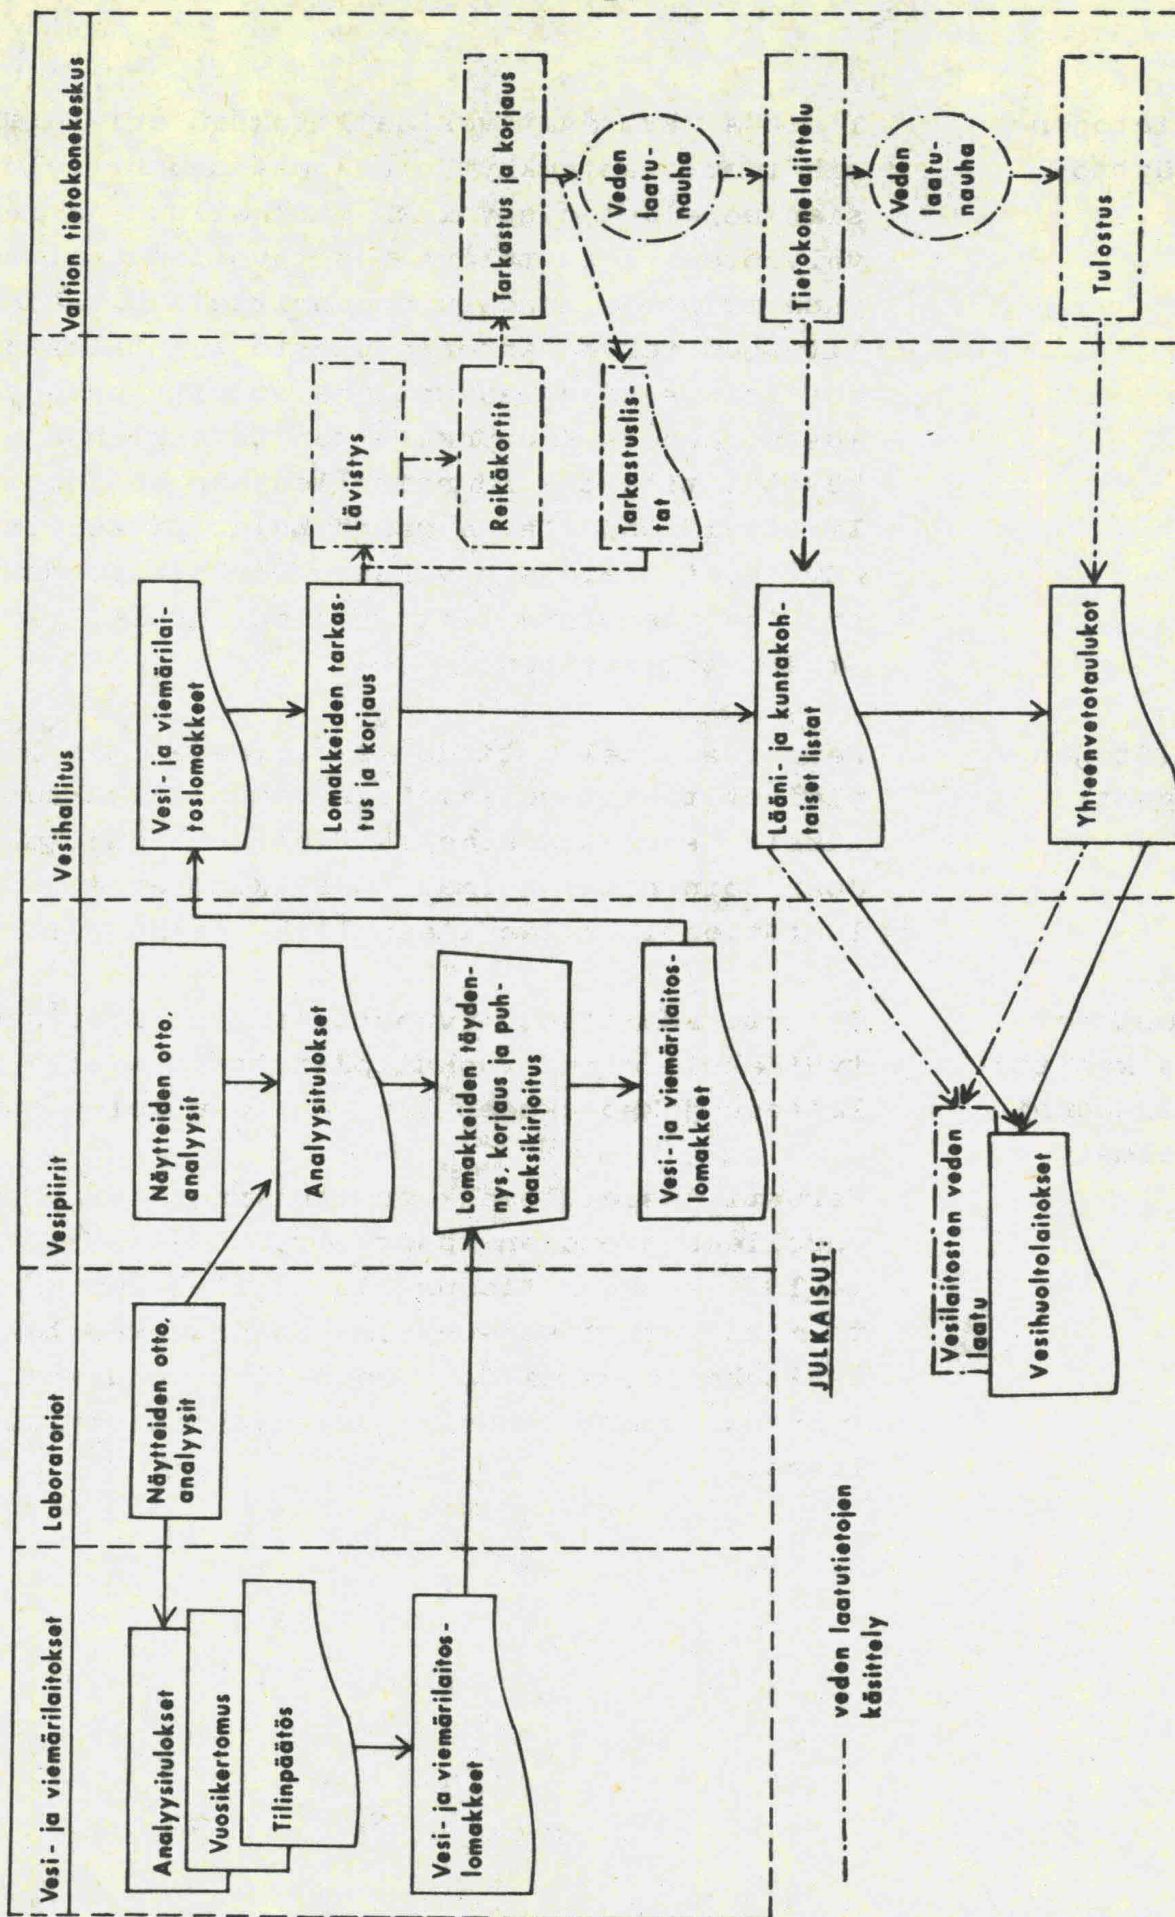 Vesi- ja viemärilaitokset
Laboratoriot
Vesipiirit
Vesihallitus
Valtion tietokonekeskus
Analyysitulokset
Vuosikertomus
Tilinpäätös
Vesi- ja viemärilaitos-
lomakkeet
Näytteiden otto,
analyysit
Näytteiden otto,
analyysit
Analyysitulokset
Lomakkeiden täyden-
nys, korjaus ja puh-
taaksikirjoitus
Vesi- ja viemärilaitos-
lomakkeet
Vesi- ja viemärilai-
toslomakkeet
Lomakkeiden tarkas-
tus ja korjaus
Lävistys
Reikäkortit
Tarkastuslis-
tat
Tarkastus ja korjaus
Veden
laatu-
nauha
Tietokonelajittelu
Veden
laatu-
nauha
Tulostus
Lääni- ja kuntakoh-
taiset listat
Yhteenvetotaulukot
JULKAISUT:
Vesilaitosten veden
laatu
Vesihuoltolaitokset
veden laatutietojen
käsittely